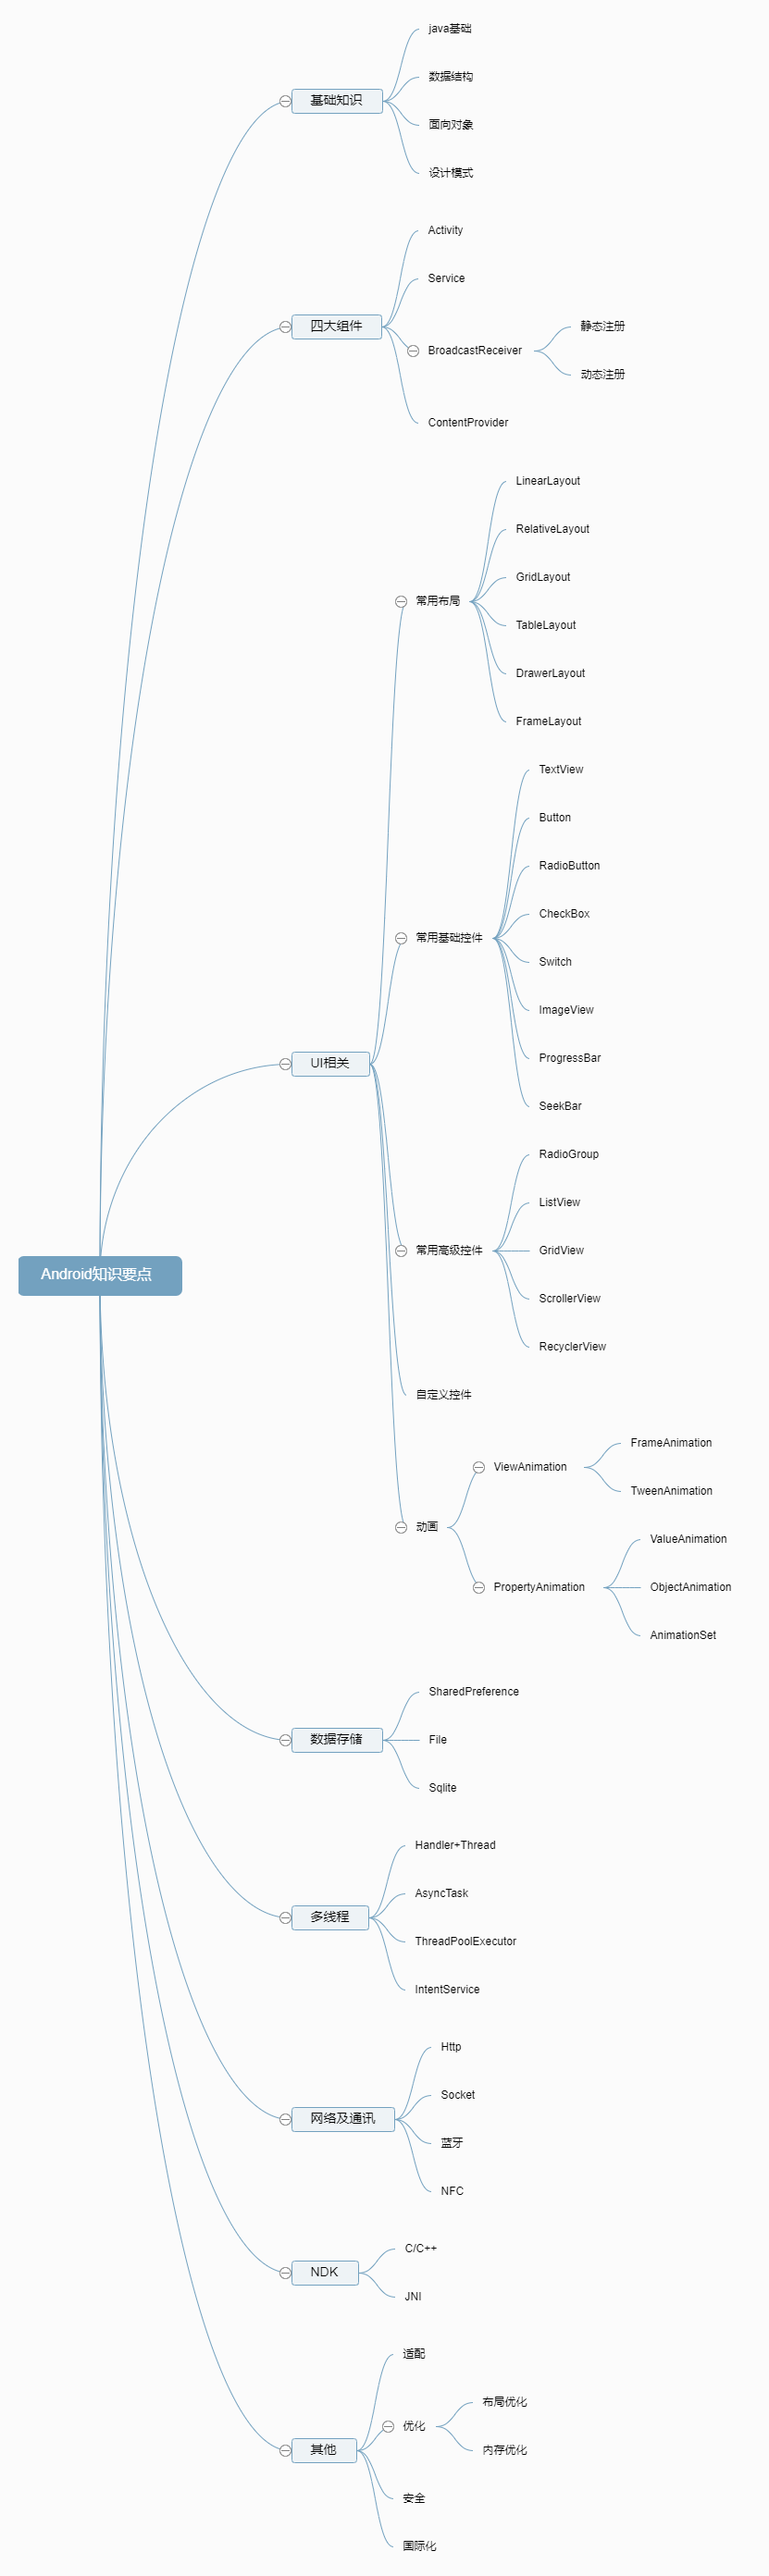 java基础
数据结构
基础知识
面向对象
设计模式
Activity
Service
四大组件
静态注册
BroadcastReceiver
动态注册
ContentProvider
LinearLayout
RelativeLayout
GridLayout
常用布局
TableLayout
DrawerLayout
FrameLayout
TextView
Button
RadioButton
CheckBox
常用基础控件
Switch
ImageView
ProgressBar
UI相关
SeekBar
RadioGroup
ListView
常用高级控件
GridView
Android知识要点
ScrollerView
RecyclerView
自定义控件
FrameAnimation
ViewAnimation
TweenAnimation
动画
ValueAnimation
PropertyAnimation
ObjectAnimation
AnimationSet
SharedPreference
数据存储
File
Sqlite
Handler+Thread
AsyncTask
多线程
ThreadPoolExecutor
IntentService
Http
Socket
网络及通讯
蓝牙
NFC
C/C++
NDK
JNI
适配
布局优化
优化
其他
内存优化
安全
国际化